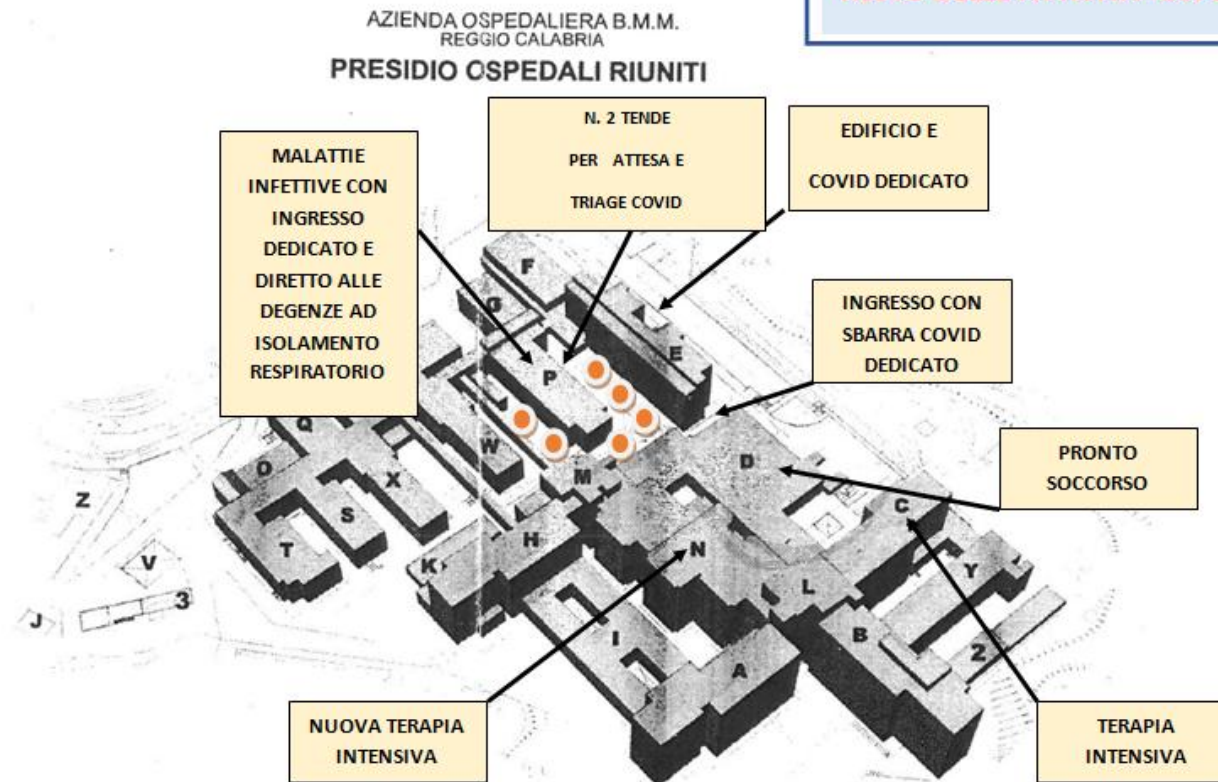 AZIENDA OSPEDALIERA B.M.M.
REGGIO CALABRIA
PRESIDIO OSPEDALI RIUNITI
MALATTIE
INFETTIVE CON
INGRESSO
DEDICATO E
DIRETTO ALLE
DEGENZE AD
ISOLAMENTO
RESPIRATORIO
N. 2 TENDE
PER ATTESA E
TRIAGE COVID
EDIFICIO E
COVID DEDICATO
INGRESSO CON
SBARRA COVID
DEDICATO
PRONTO
SOCCORSO
NUOVA TERAPIA
INTENSIVA
TERAPIA
INTENSIVA
F
G
E
P
Q
W
M
D
O
X
C
Z
S
H
N
T
K
L
Y
V
3
J
I
B
A
2